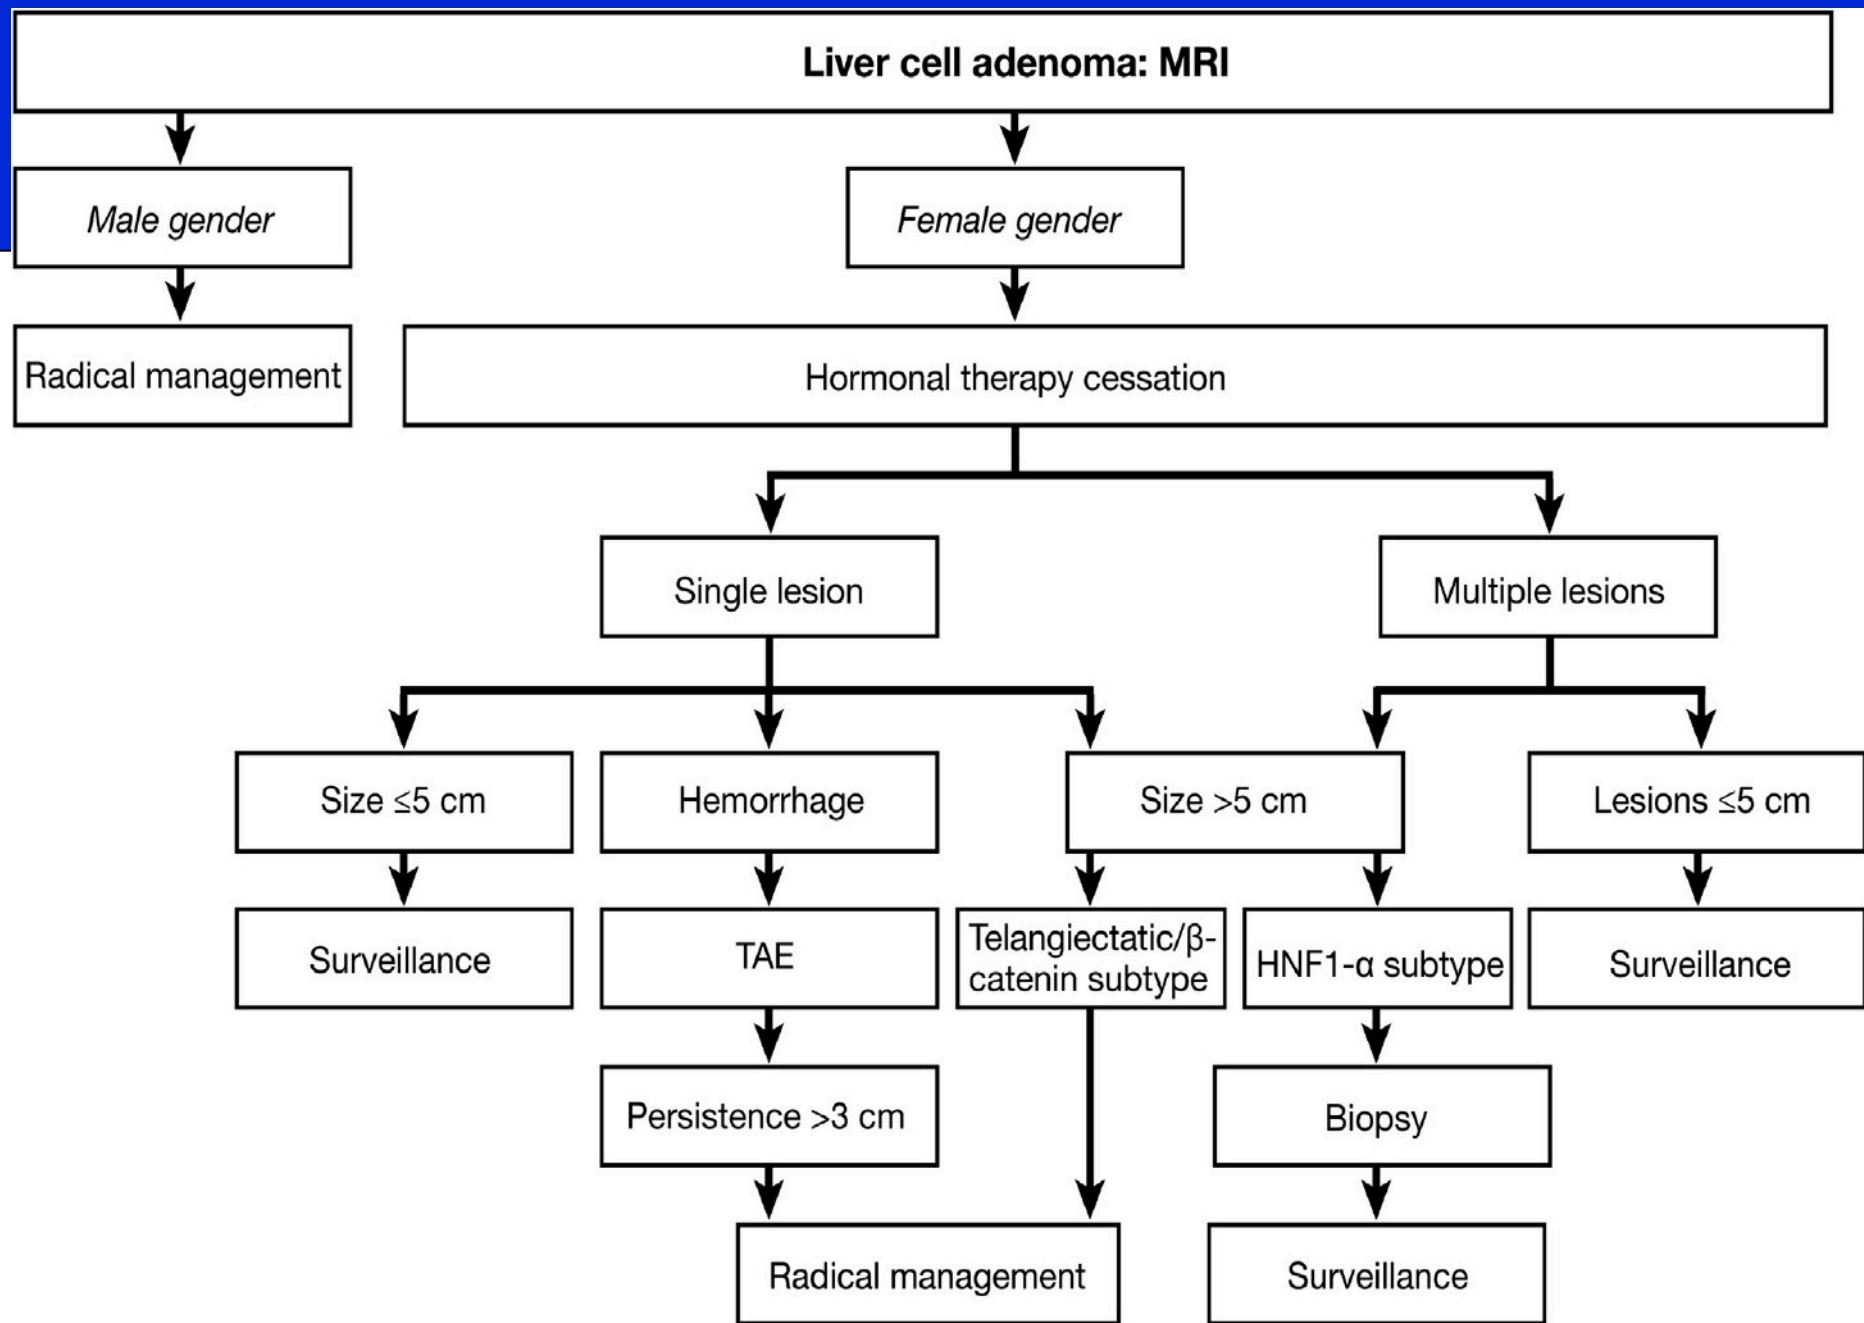 Liver cell adenoma: MRI
Male gender
Female gender
Radical management
Hormonal therapy cessation
Single lesion
Multiple lesions
Size ≤5 cm
Hemorrhage
Size >5 cm
Lesions ≤5 cm
Surveillance
TAE
Telangiectatic/β-
catenin subtype
HNF1-α subtype
Surveillance
Persistence >3 cm
Biopsy
Radical management
Surveillance